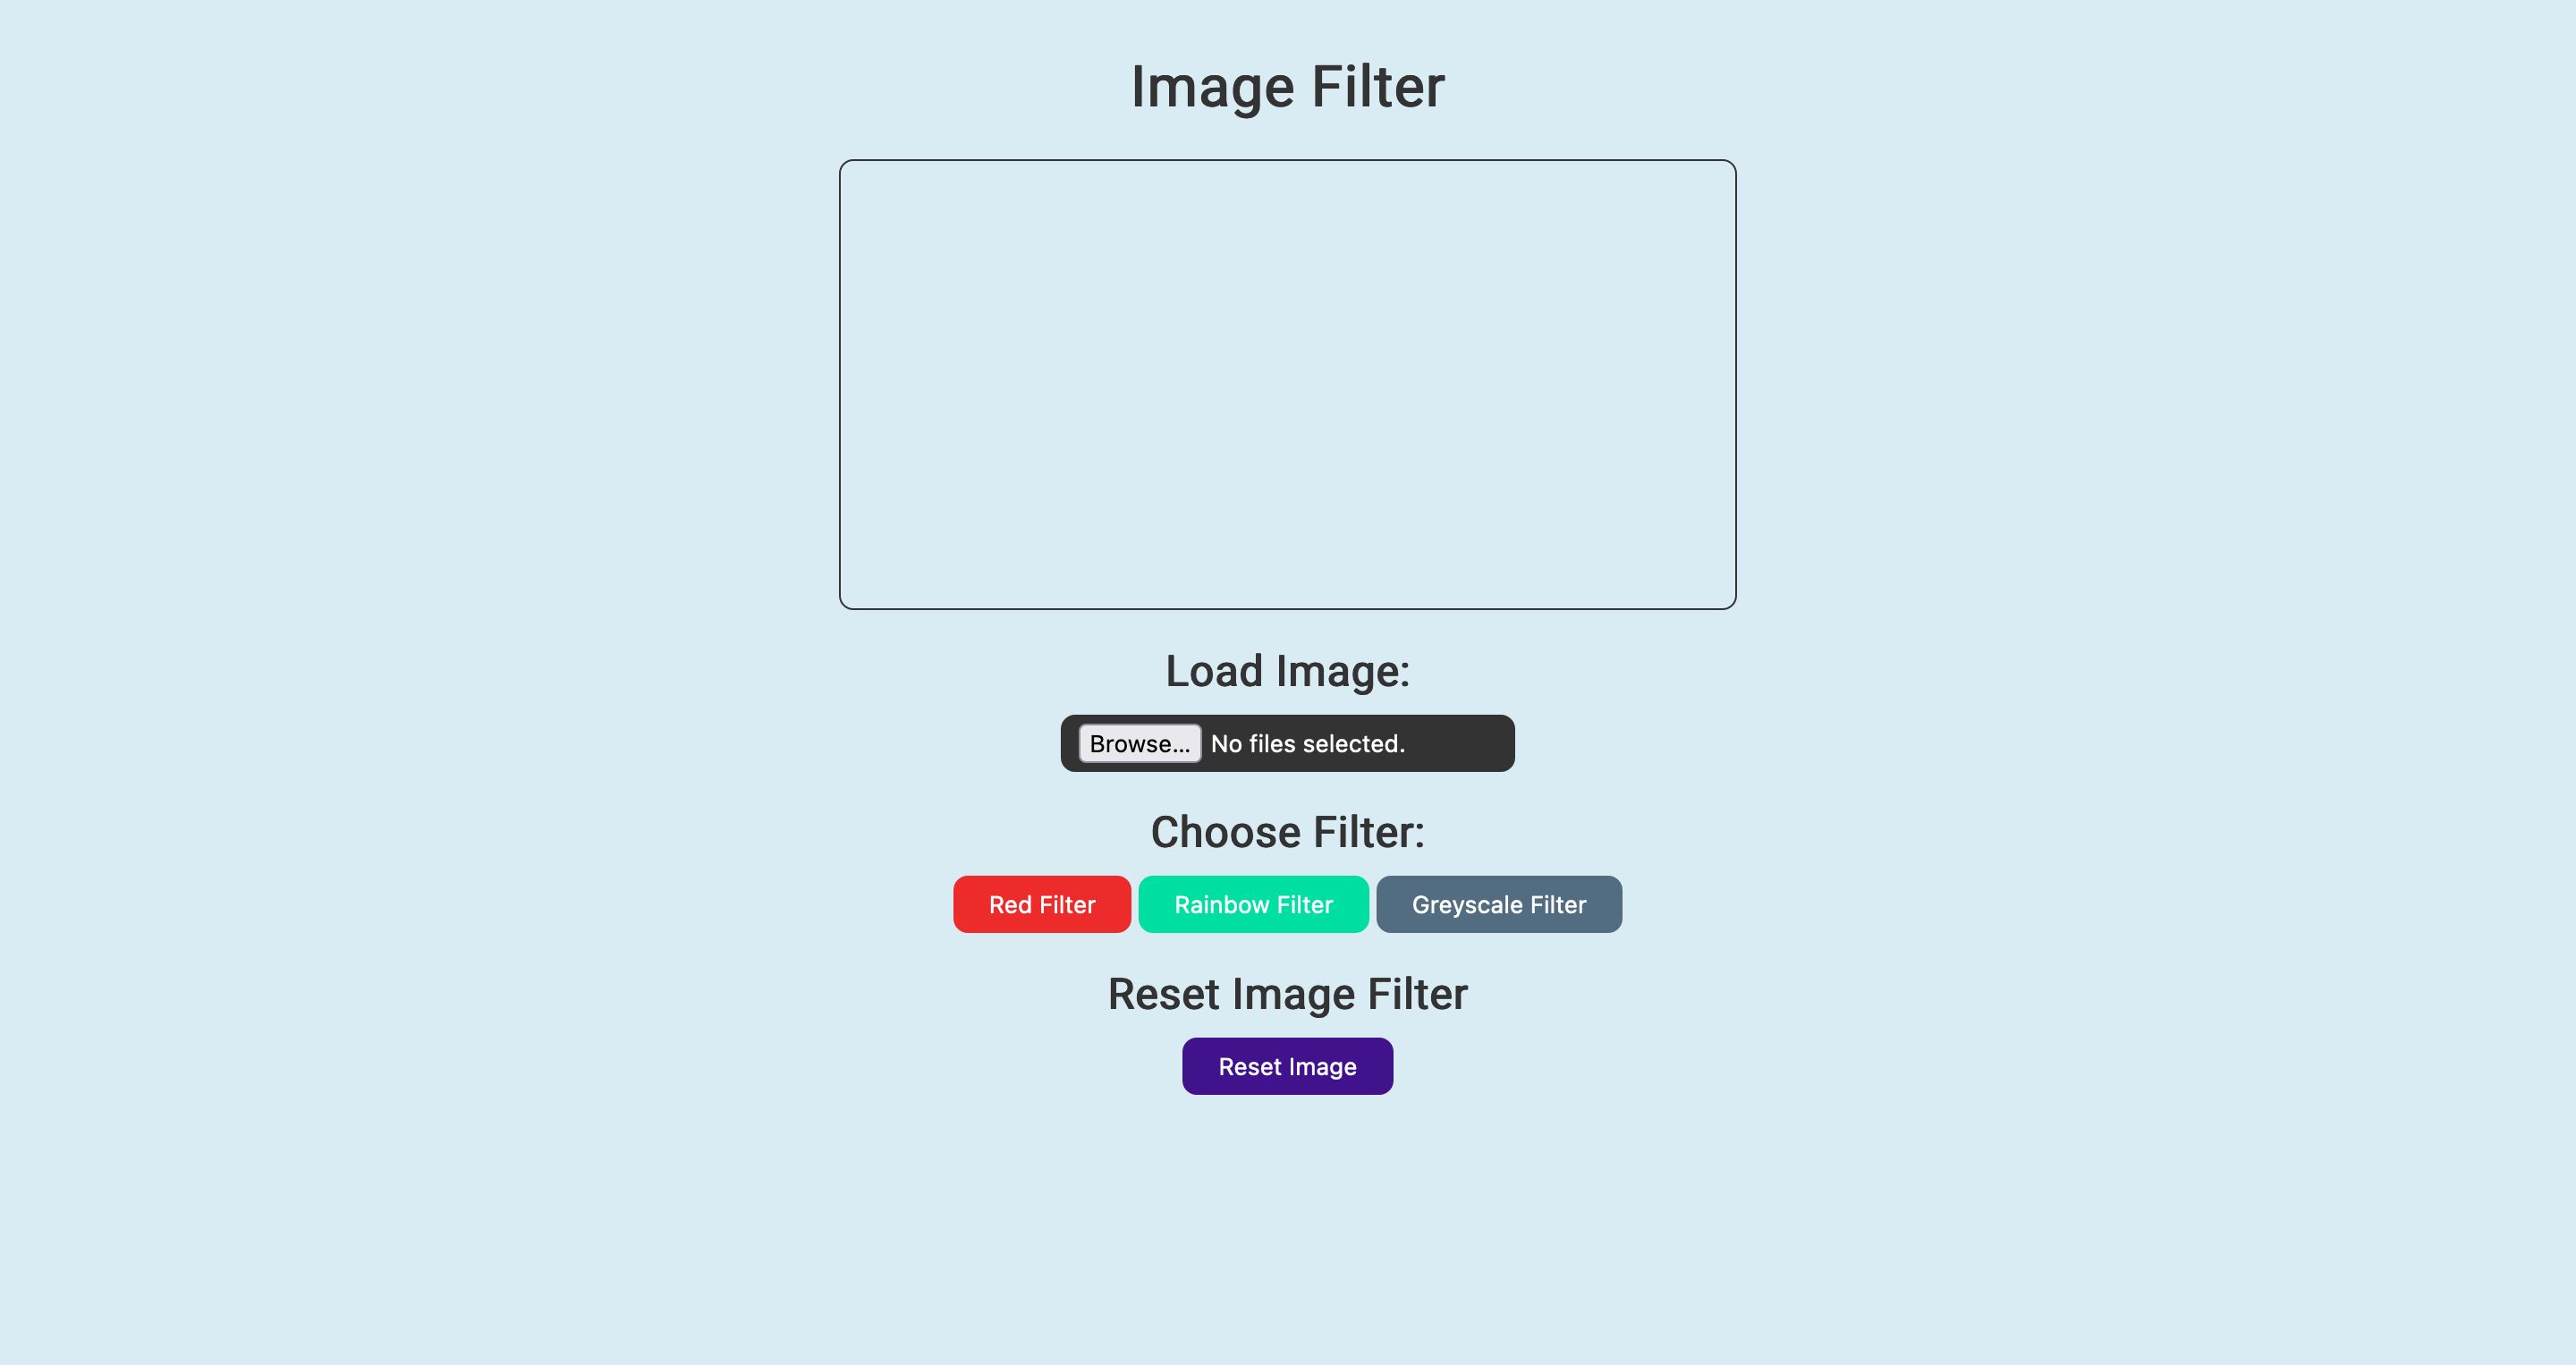 Image Filter
Load Image:
Browse... No files selected.
Choose Filter:
Red Filter Rainbow Filter Greyscale Filter
Reset Image Filter
Reset Image